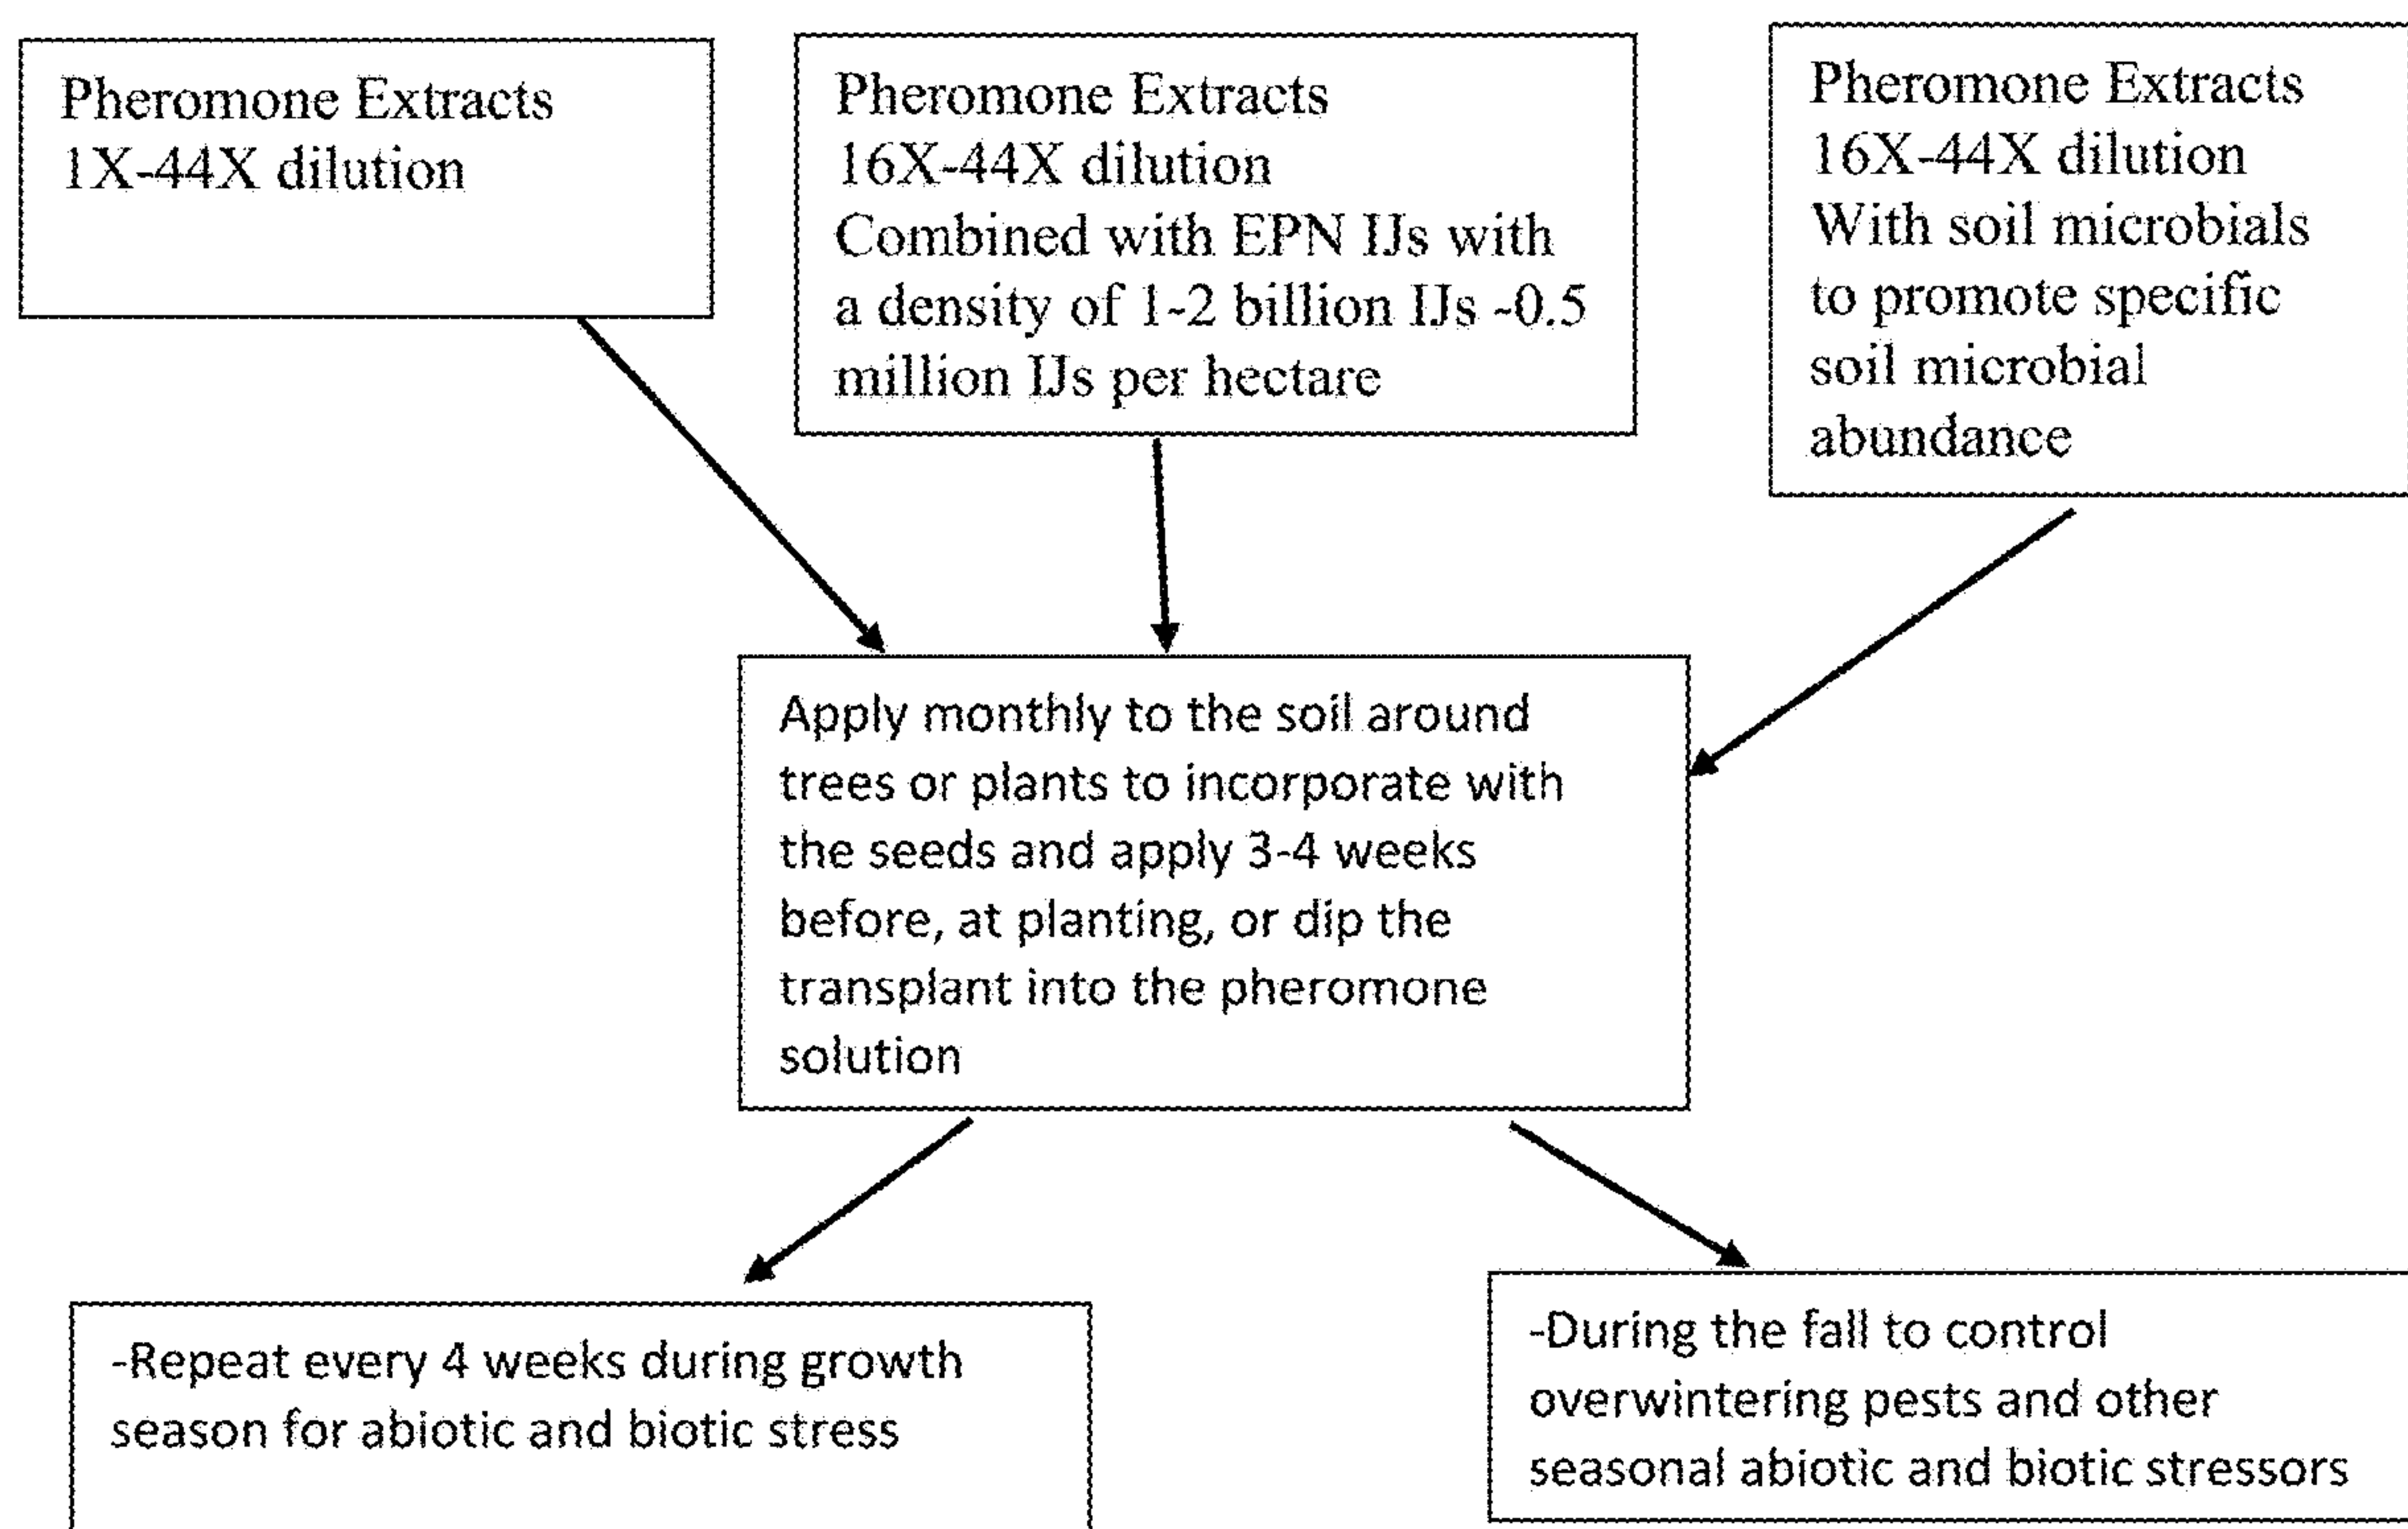 Pheromone Extracts
1X-44X dilution
Pheromone Extracts
16X-44X dilution
Combined with EPN IJs with
a density of 1-2 billion IJs -0.5
million IJs per hectare
Pheromone Extracts
16X-44X dilution
With soil microbials
to promote specific
soil microbial
abundance
Apply monthly to the soil around
trees or plants to incorporate with
the seeds and apply 3-4 weeks
before, at planting, or dip the
transplant into the pheromone
solution
-Repeat every 4 weeks during growth
season for abiotic and biotic stress
-During the fall to control
overwintering pests and other
seasonal abiotic and biotic stressors